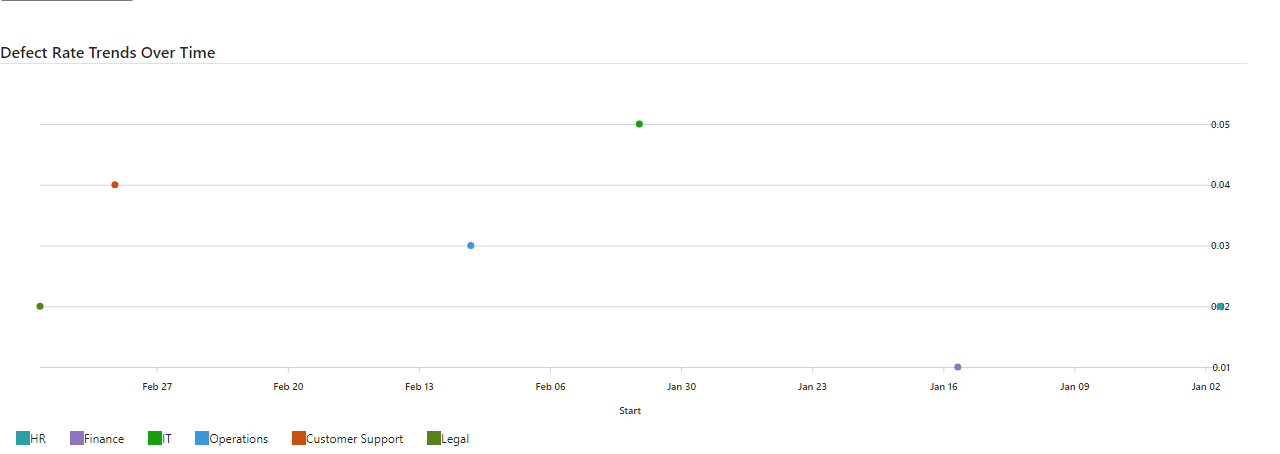 Defect Rate Trends Over Time
0.05
0.04
0.03
0.02
0.01
Feb 27 Feb 20 Feb 13 Feb 06 Jan 30 Jan 23 Jan 16 Jan 09 Jan 02
Start
HR Finance IT Operations Customer Support Legal